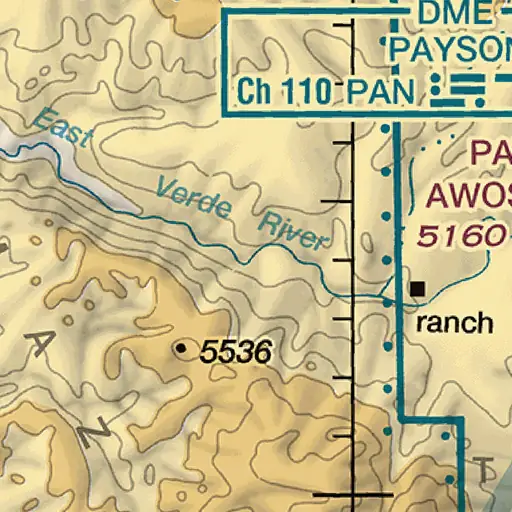 DME
PAYSON
Ch 110 PAN
East
Verde River
PA
AWOS
5160
ranch
5536
A
Z
T